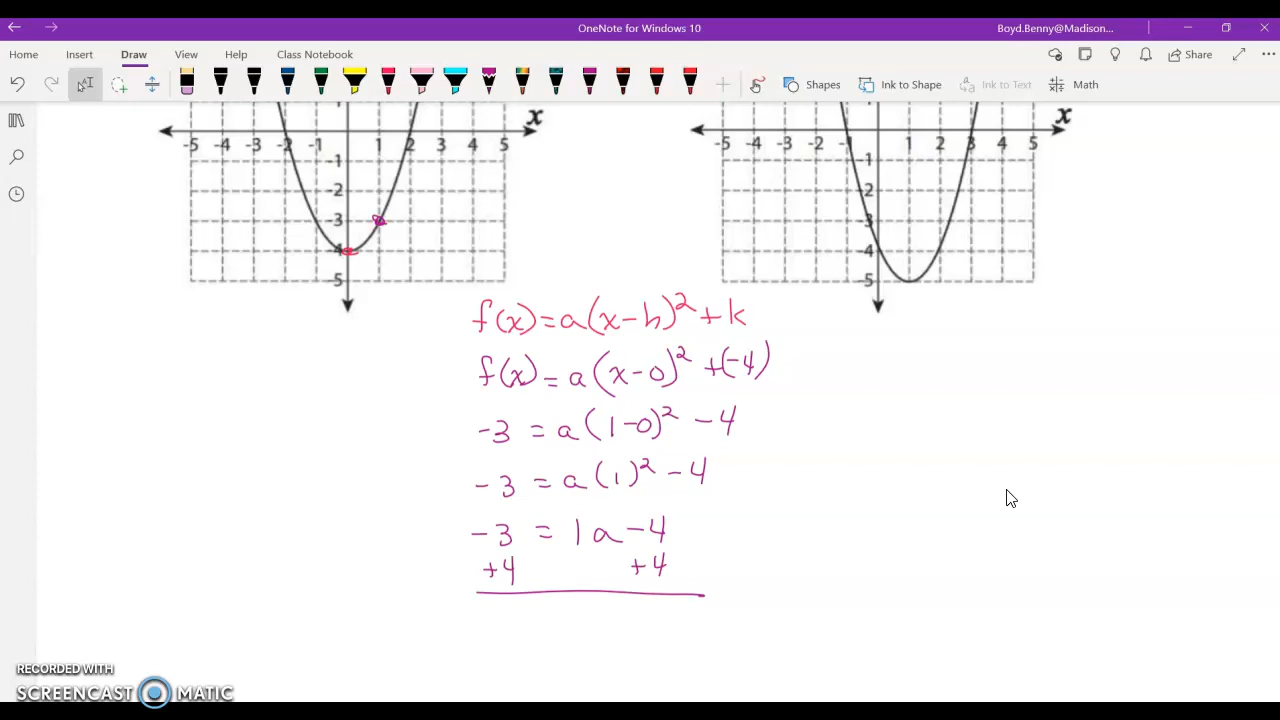 OneNote for Windows 10
Boyd.Benny@Madison...
Home Insert Draw View Help Class Notebook
Share
Shapes Ink to Shape Ink to Text Math
x
-5 -4 -3 -2 -1 1 2 3 4 5
-1
-2
-3
-4
-5
x
-5 -4 -3 -2 1 2 3 4 5
-1
-2
-3
-4
-5
f(x)=a(x-h)²+k
f(x)=a(x-0)²+(-4)
-3 = a(1-0)²-4
-3 = a(1)²-4
-3 = 1a-4
+4 +4
RECORDED WITH
SCREENCAST MATIC